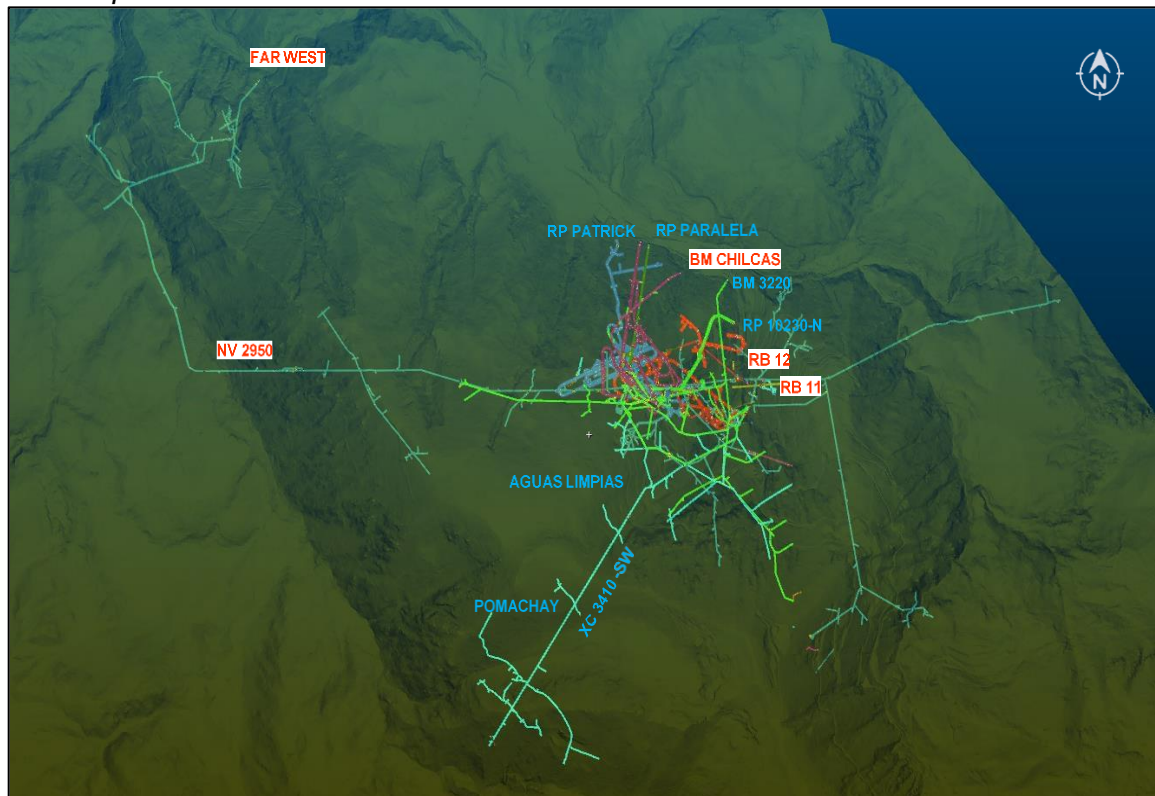 FAR WEST
N
RP PATRICK
RP PARALELA
BM CHILCAS
BM 3220
RP 10230-N
NV 2950
RB 12
RB 11
AGUAS LIMPIAS
XC 3410 -SW
POMACHAY